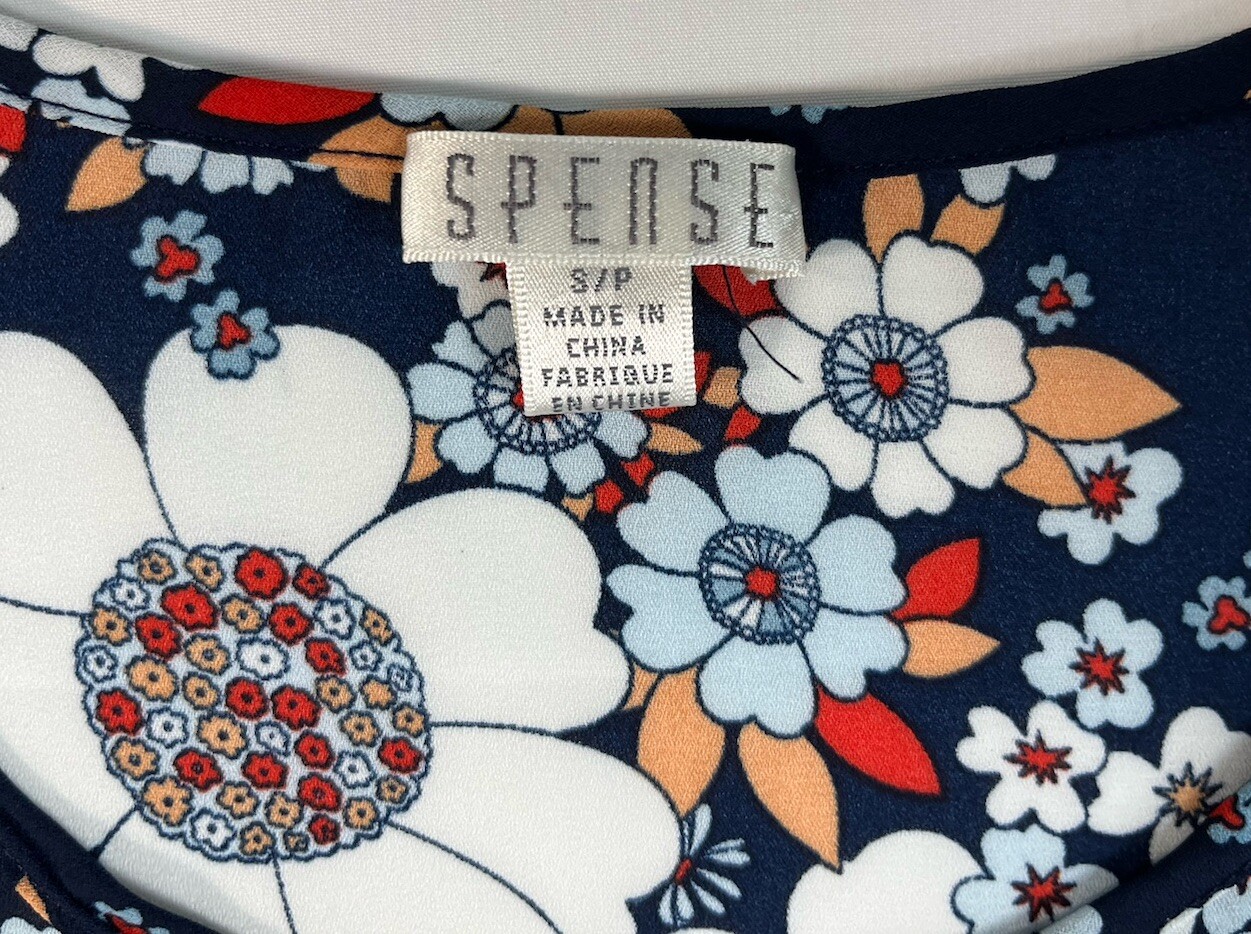 SPENSE
S/P
MADE IN
CHINA
FABRIQUE
EN CHINE